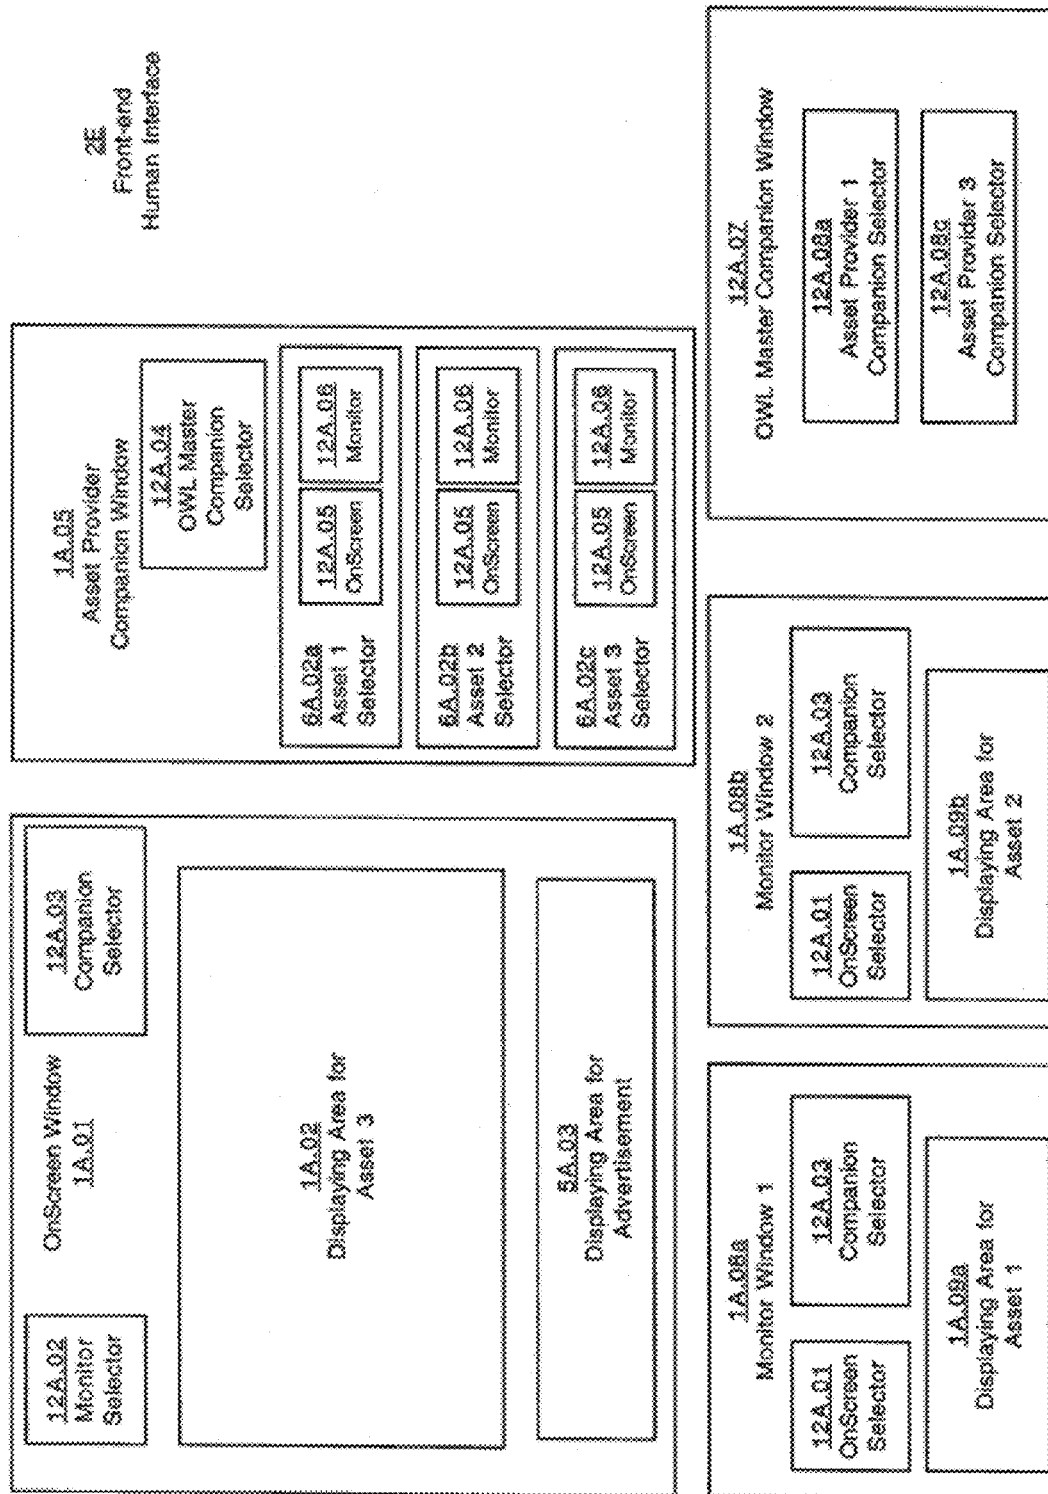 2E
Front-end
Human Interface
OnScreen Window
1A.01
12A.02
Monitor
Selector
12A.03
Companion
Selector
1A.02
Displaying Area for
Asset 3
5A.03
Displaying Area for
Advertisement
1A.05
Asset Provider
Companion Window
12A.04
OWL Master
Companion
Selector
6A.02a
Asset 1
Selector
12A.05
OnScreen
12A.06
Monitor
6A.02b
Asset 2
Selector
12A.05
OnScreen
12A.06
Monitor
6A.02c
Asset 3
Selector
12A.05
OnScreen
12A.06
Monitor
1A.08a
Monitor Window 1
12A.01
OnScreen
Selector
12A.03
Companion
Selector
1A.09a
Displaying Area for
Asset 1
1A.08b
Monitor Window 2
12A.01
OnScreen
Selector
12A.03
Companion
Selector
1A.09b
Displaying Area for
Asset 2
12A.07
OWL Master Companion Window
12A.08a
Asset Provider 1
Companion Selector
12A.08c
Asset Provider 3
Companion Selector